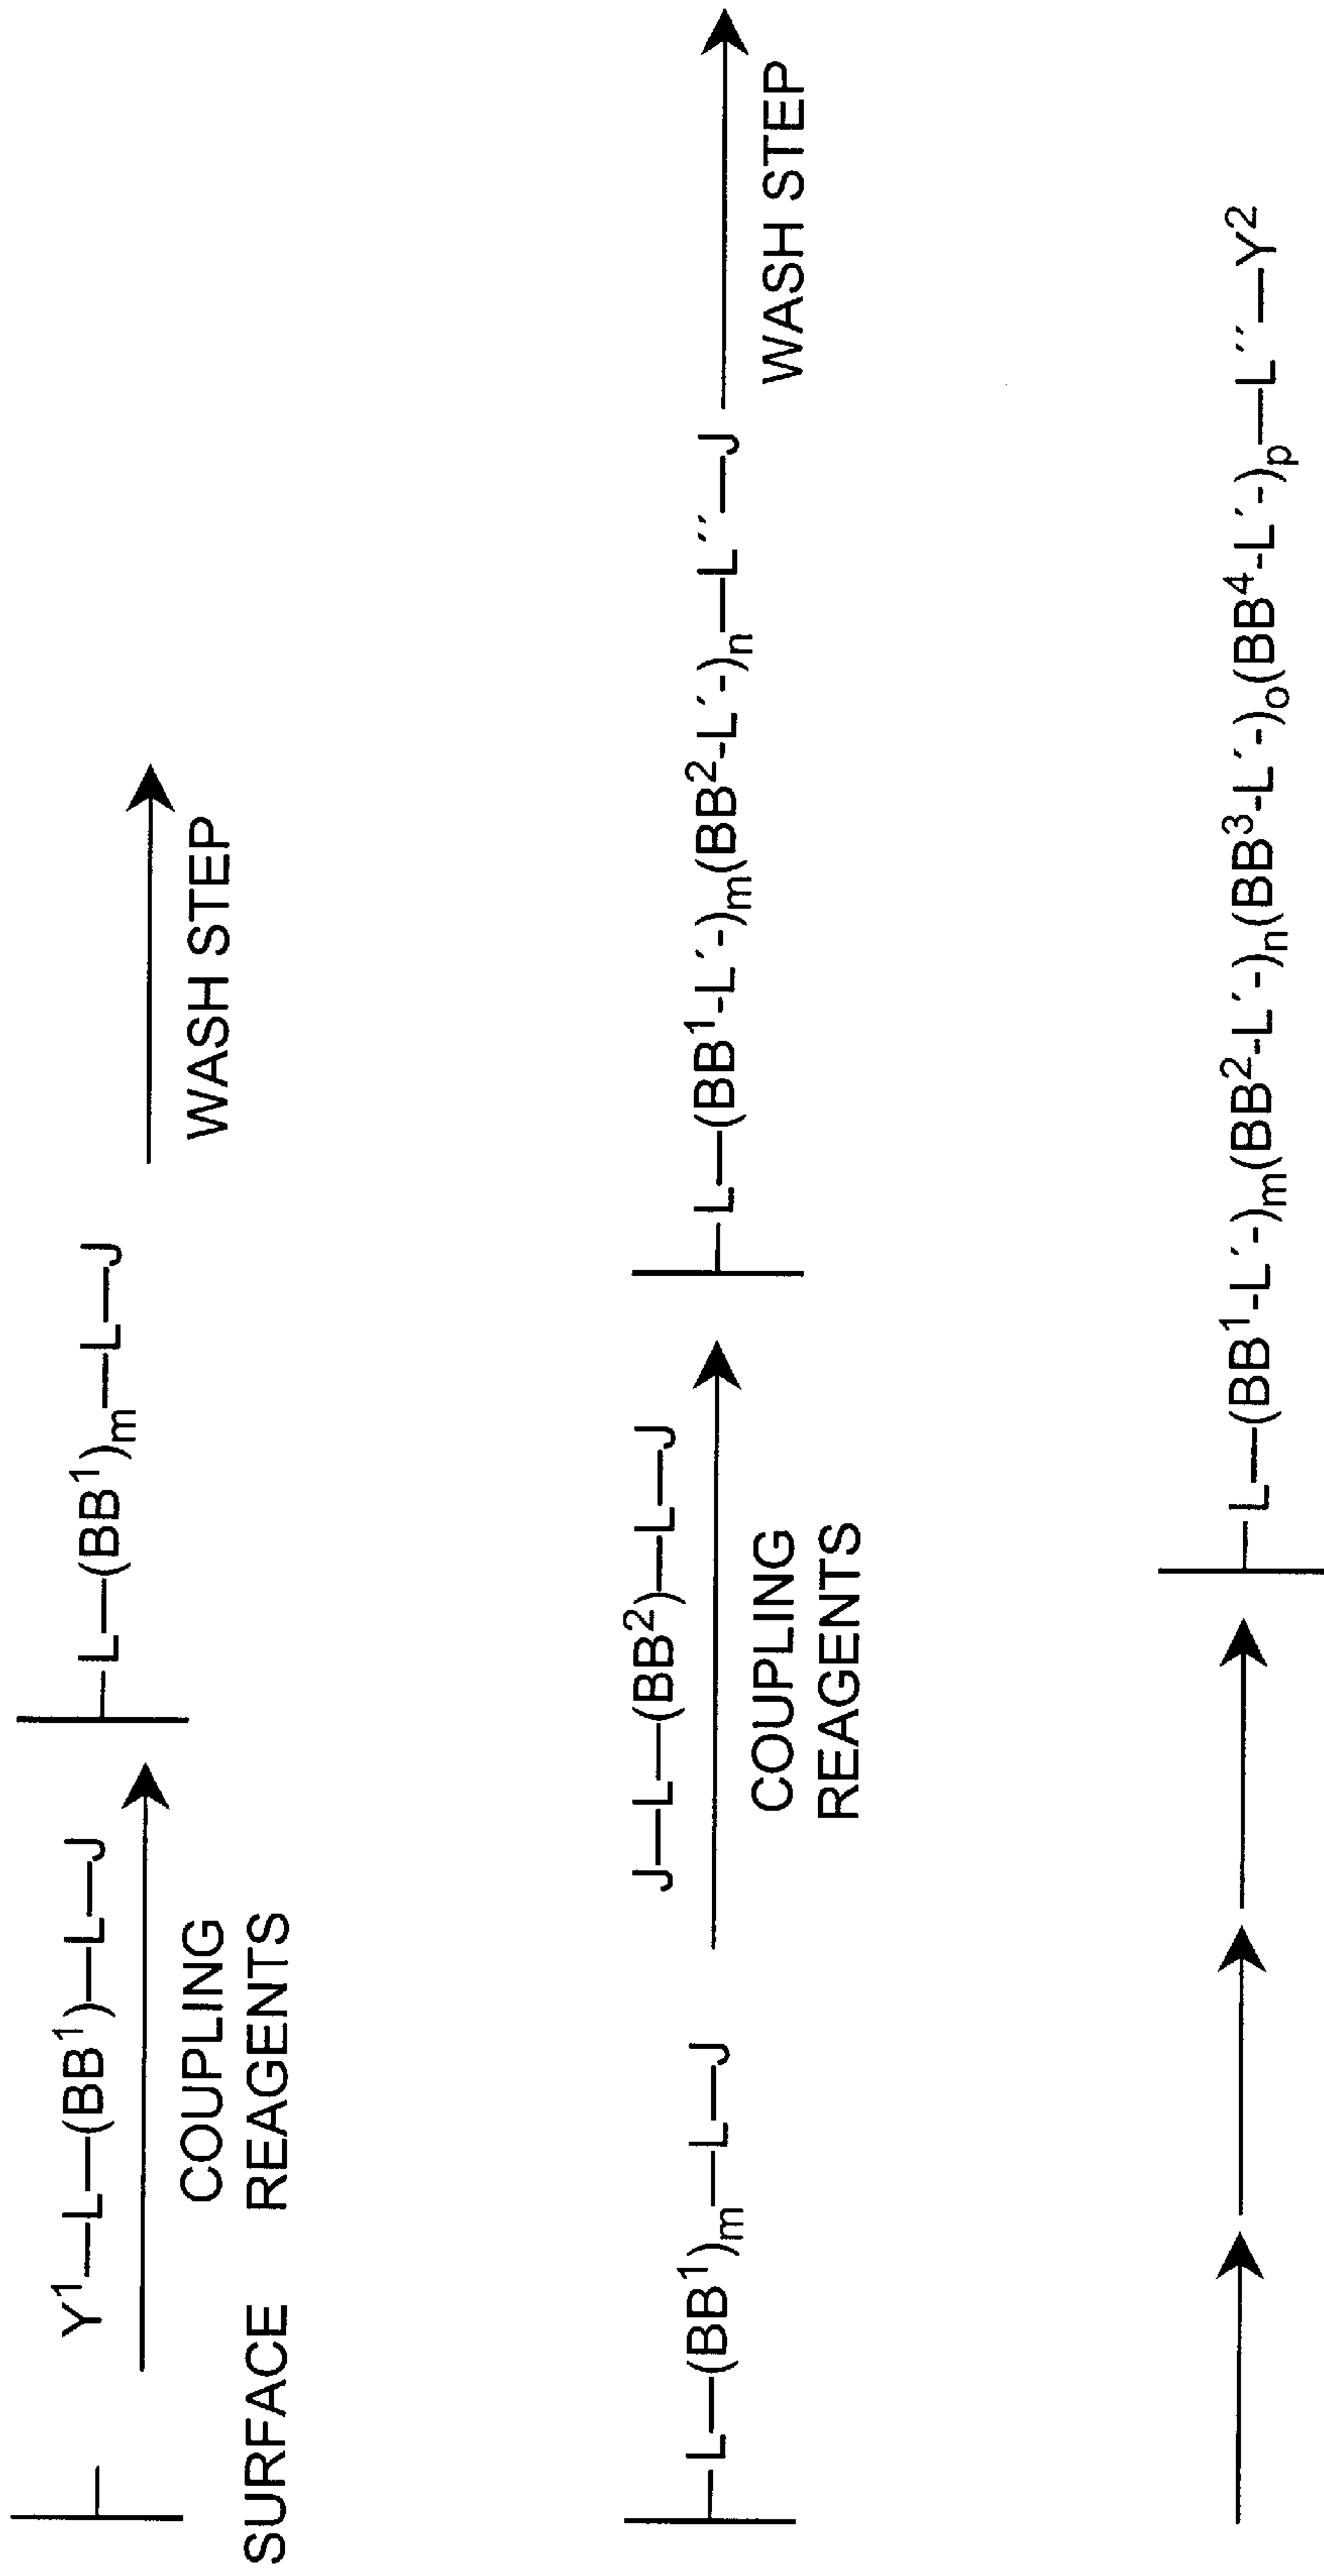 Y¹—L—(BB¹)—L—J
COUPLING
SURFACE REAGENTS
L—(BB¹)ₘ—L—J
WASH STEP
L—(BB¹)ₘ—L—J
J—L—(BB²)—L—J
COUPLING
REAGENTS
L—(BB¹-L´-)ₘ(BB²-L´-)ₙ—L´´—J
WASH STEP
L—(BB¹-L´-)ₘ(BB²-L´-)ₙ(BB³-L´-)ₒ(BB⁴-L´-)ₚ—L´´—Y²